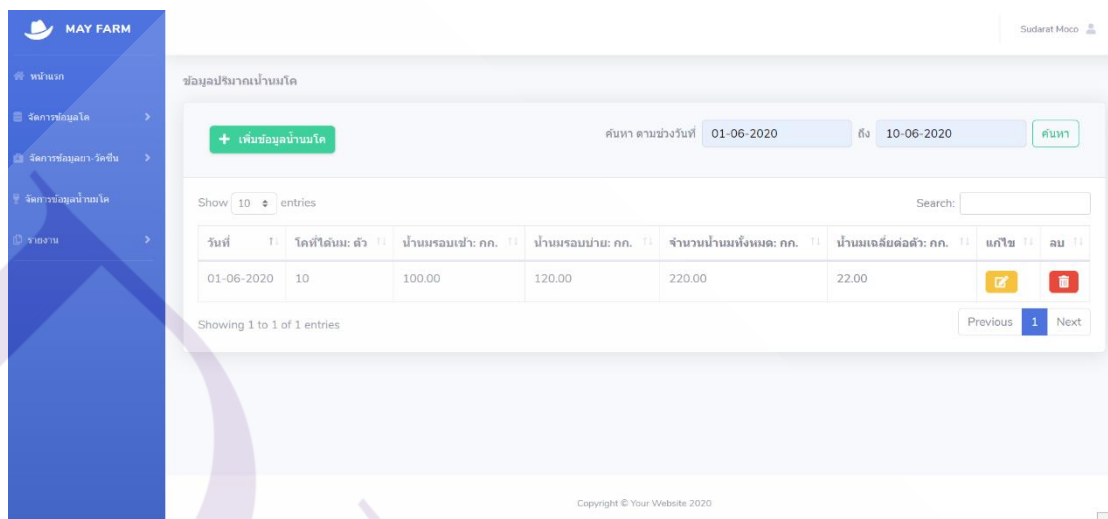 MAY FARM
Sudarat Moco
หน้าแรก
จัดการข้อมูลโค
จัดการข้อมูลยา-วัคซีน
จัดการข้อมูลน้ำนมโค
รายงาน
ข้อมูลปริมาณน้ำนมโค
+ เพิ่มข้อมูลน้ำนมโค
ค้นหา ตามช่วงวันที่ 01-06-2020 ถึง 10-06-2020 ค้นหา
Show 10 entries Search:
วันที่ โคที่ได้นม: ตัว น้ำนมรอบเช้า: กก. น้ำนมรอบบ่าย: กก. จำนวนน้ำนมทั้งหมด: กก. น้ำนมเฉลี่ยต่อตัว: กก. แก้ไข ลบ
01-06-2020 10 100.00 120.00 220.00 22.00
Showing 1 to 1 of 1 entries Previous 1 Next
Copyright © Your Website 2020